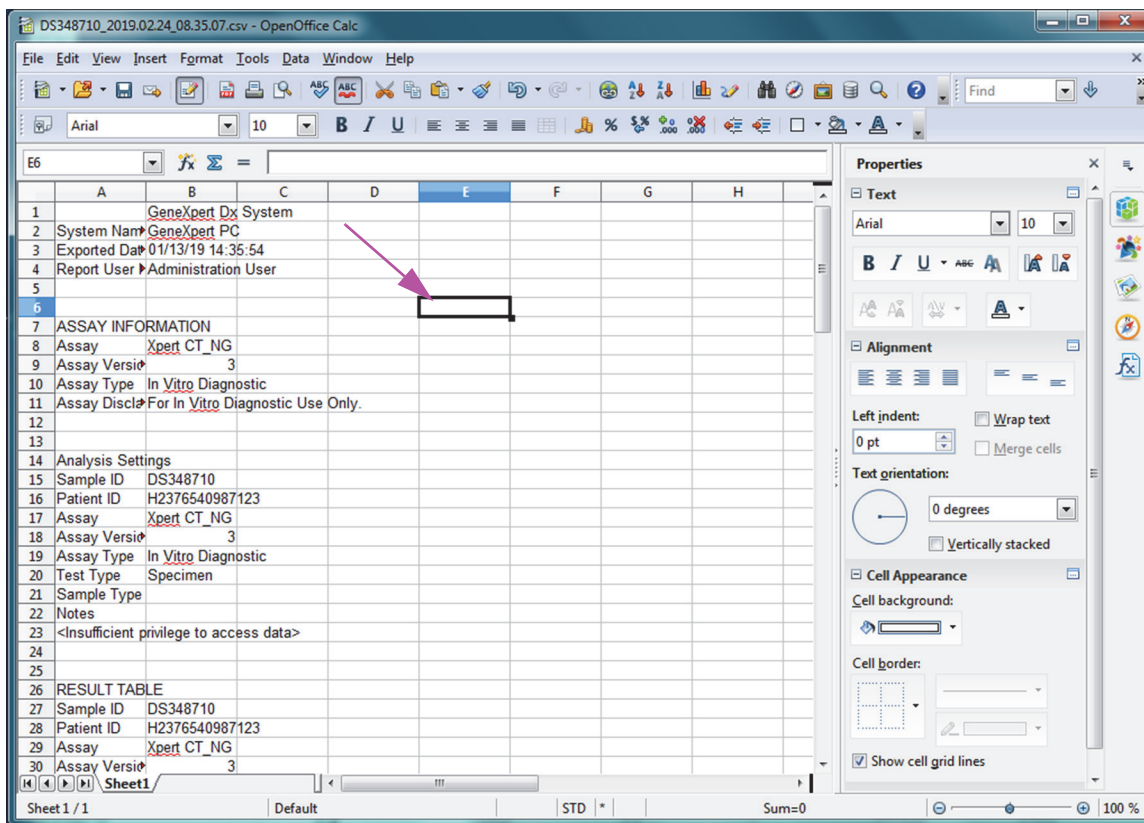 DS348710_2019.02.24_08.35.07.csv - OpenOffice Calc
File Edit View Insert Format Tools Data Window Help
Find
Arial 10
E6
A B C D E F G H
1 GeneXpert Dx System
2 System Nam GeneXpert PC
3 Exported Dat 01/13/19 14:35:54
4 Report User N Administration User
5
6
7 ASSAY INFORMATION
8 Assay Xpert CT_NG
9 Assay Versio 3
10 Assay Type In Vitro Diagnostic
11 Assay Discla For In Vitro Diagnostic Use Only.
12
13
14 Analysis Settings
15 Sample ID DS348710
16 Patient ID H2376540987123
17 Assay Xpert CT_NG
18 Assay Versio 3
19 Assay Type In Vitro Diagnostic
20 Test Type Specimen
21 Sample Type
22 Notes
23 <Insufficient privilege to access data>
24
25
26 RESULT TABLE
27 Sample ID DS348710
28 Patient ID H2376540987123
29 Assay Xpert CT_NG
30 Assay Versio 3
Sheet1
Sheet 1 / 1 Default STD * Sum=0 100 %
Properties
Text
Arial 10
Alignment
Left indent:
Wrap text
0 pt
Merge cells
Text orientation:
0 degrees
Vertically stacked
Cell Appearance
Cell background:
Cell border:
Show cell grid lines